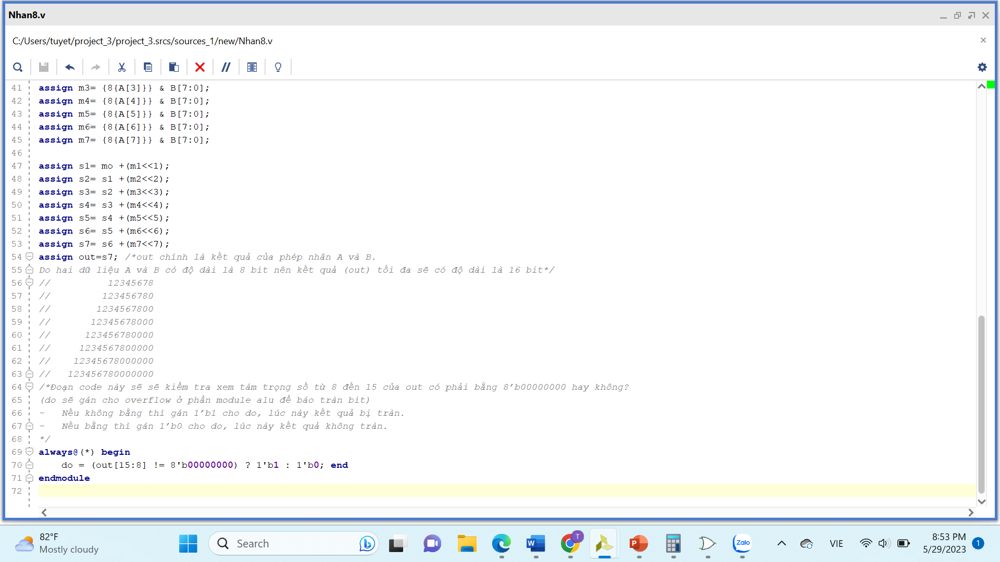 Nhan8.v
C:/Users/tuyet/project_3/project_3.srcs/sources_1/new/Nhan8.v
41 assign m3= {8{A[3]}} & B[7:0];
42 assign m4= {8{A[4]}} & B[7:0];
43 assign m5= {8{A[5]}} & B[7:0];
44 assign m6= {8{A[6]}} & B[7:0];
45 assign m7= {8{A[7]}} & B[7:0];
46
47 assign s1= mo +(m1<<1);
48 assign s2= s1 +(m2<<2);
49 assign s3= s2 +(m3<<3);
50 assign s4= s3 +(m4<<4);
51 assign s5= s4 +(m5<<5);
52 assign s6= s5 +(m6<<6);
53 assign s7= s6 +(m7<<7);
54 assign out=s7; /*out chính là kết quả của phép nhân A và B.
55 Do hai dữ liệu A và B có độ dài là 8 bit nên kết quả (out) tối đa sẽ có độ dài là 16 bit*/
56 // 12345678
57 // 123456780
58 // 1234567800
59 // 12345678000
60 // 123456780000
61 // 1234567800000
62 // 12345678000000
63 // 123456780000000
64 /*Đoạn code này sẽ sẽ kiểm tra xem tám trọng số từ 8 đến 15 của out có phải bằng 8’b00000000 hay không?
65 (do sẽ gán cho overflow ở phần module alu để báo tràn bit)
66 - Nếu không bằng thì gán 1’b1 cho do, lúc này kết quả bị tràn.
67 - Nếu bằng thì gán 1’b0 cho do, lúc này kết quả không tràn.
68 */
69 always@(*) begin
70 do = (out[15:8] != 8'b00000000) ? 1'b1 : 1'b0; end
71 endmodule
72
82°F
Mostly cloudy
Search
W
T
P
Zalo
VIE
8:53 PM
5/29/2023
1